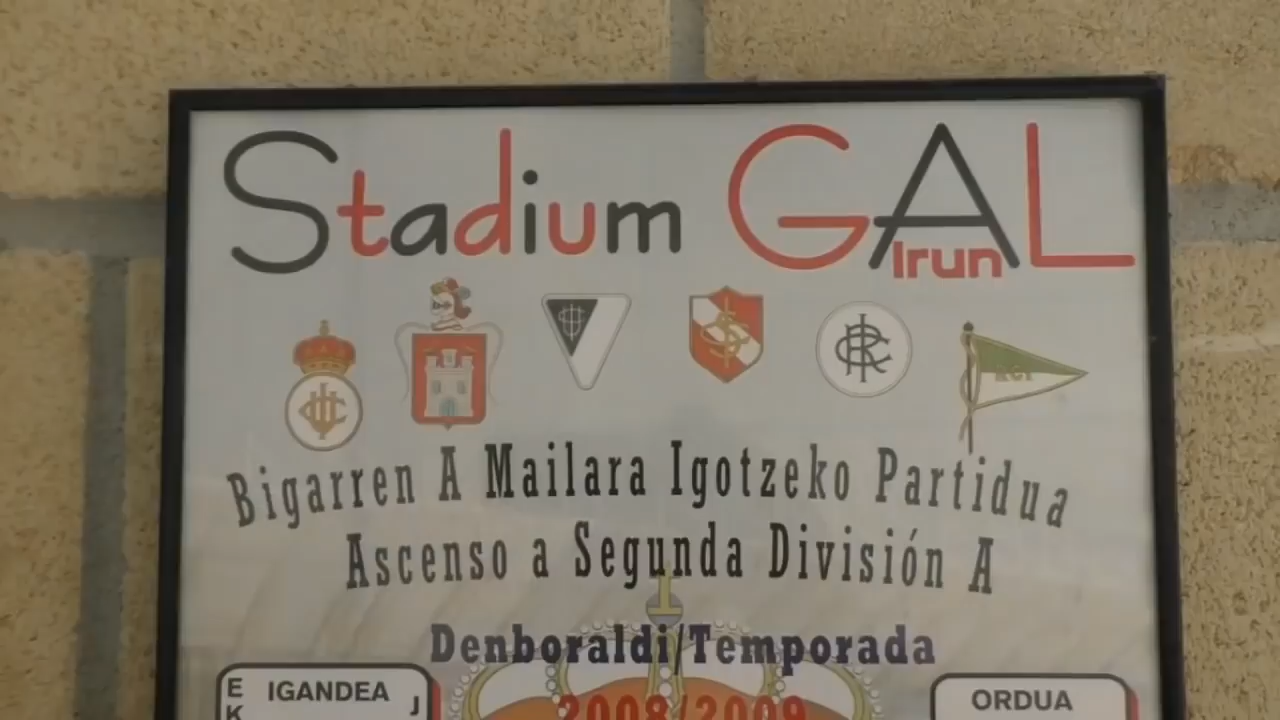 Stadium GAL
Irun
Bigarren A Mailara Igotzeko Partidua
Ascenso a Segunda División A
Denboraldi/Temporada
2008/2009
IGANDEA
ORDUA